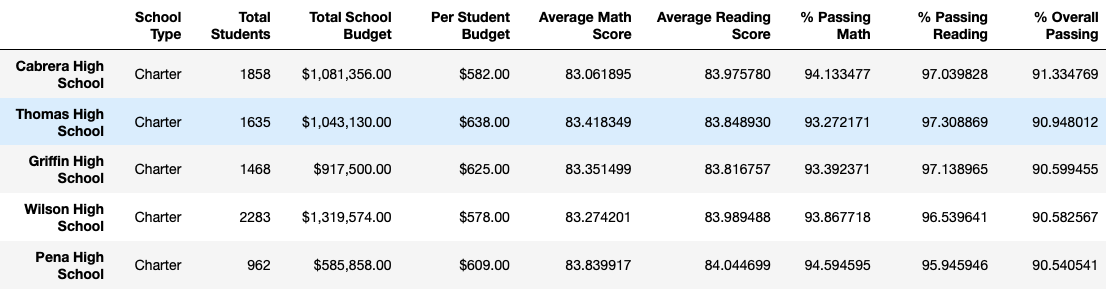 School Type Total Students Total School Budget Per Student Budget Average Math Score Average Reading Score % Passing Math % Passing Reading % Overall Passing
Cabrera High School Charter 1858 $1,081,356.00 $582.00 83.061895 83.975780 94.133477 97.039828 91.334769
Thomas High School Charter 1635 $1,043,130.00 $638.00 83.418349 83.848930 93.272171 97.308869 90.948012
Griffin High School Charter 1468 $917,500.00 $625.00 83.351499 83.816757 93.392371 97.138965 90.599455
Wilson High School Charter 2283 $1,319,574.00 $578.00 83.274201 83.989488 93.867718 96.539641 90.582567
Pena High School Charter 962 $585,858.00 $609.00 83.839917 84.044699 94.594595 95.945946 90.540541